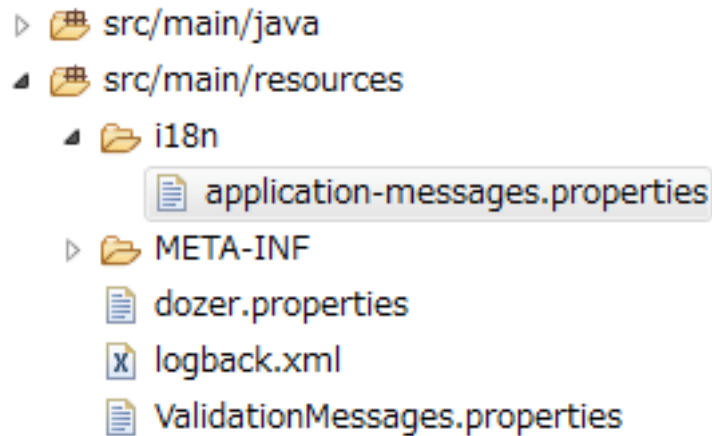 src/main/java
src/main/resources
i18n
application-messages.properties
META-INF
dozer.properties
logback.xml
ValidationMessages.properties